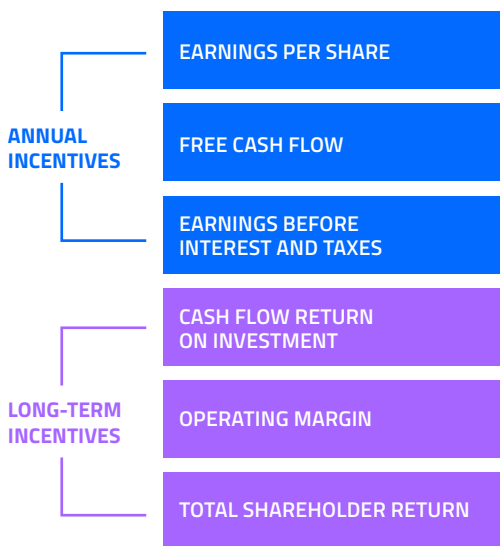 EARNINGS PER SHARE
ANNUAL
INCENTIVES
FREE CASH FLOW
EARNINGS BEFORE
INTEREST AND TAXES
CASH FLOW RETURN
ON INVESTMENT
LONG-TERM
INCENTIVES
OPERATING MARGIN
TOTAL SHAREHOLDER RETURN